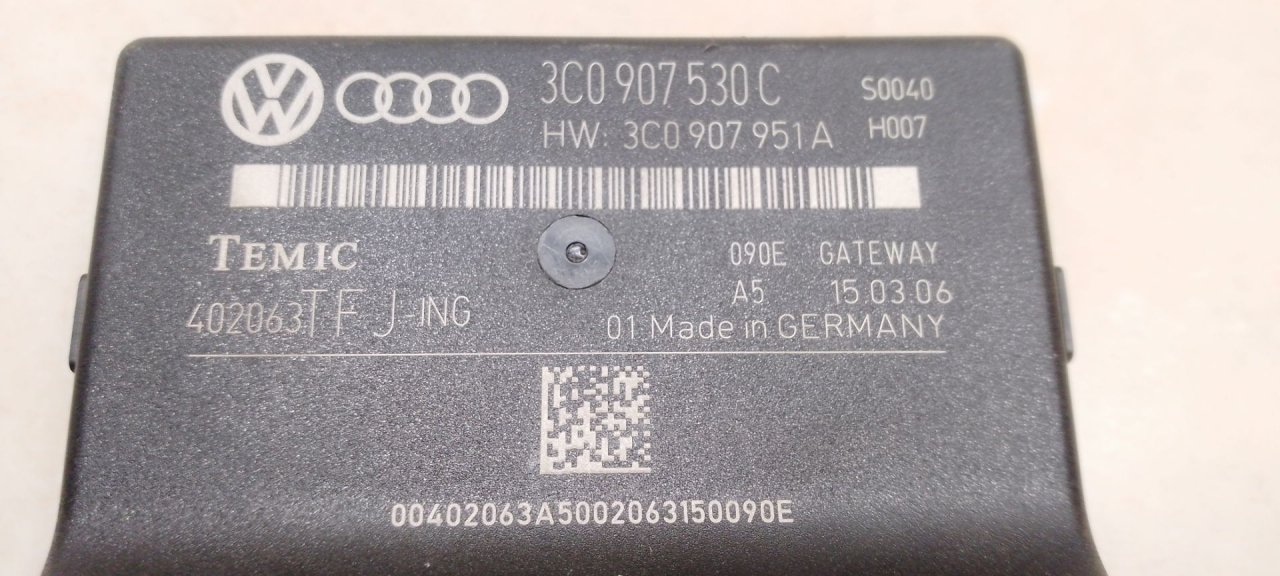 3C0 907 530 C
S0040
HW: 3C0 907 951 A
H007
TEMIC
090E GATEWAY
A5 15.03.06
402063TFJ-ING
01 Made in GERMANY
00402063A5002063150090E